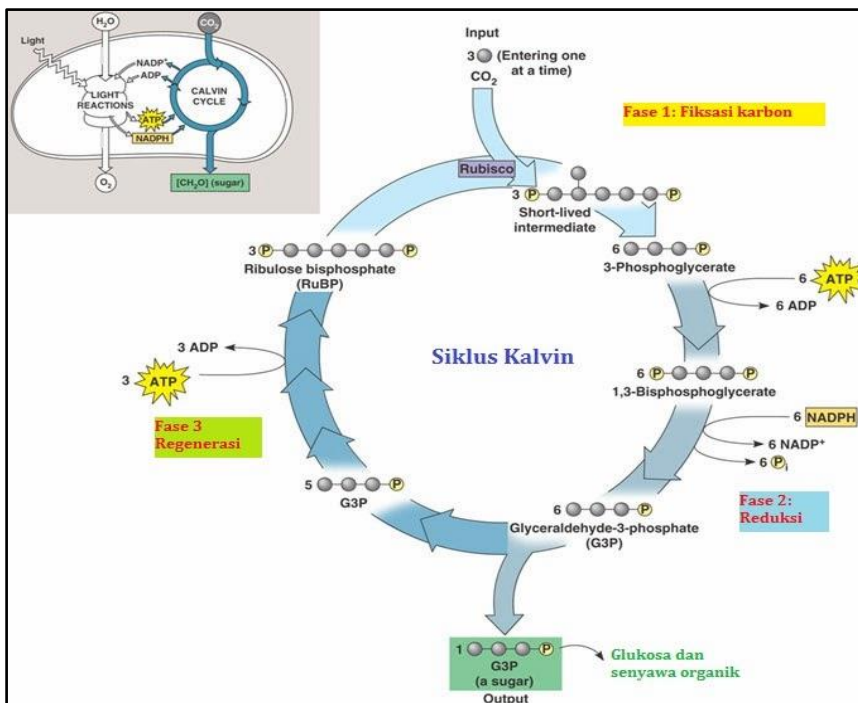 H₂O
CO₂
Light
NADP⁺
ADP
LIGHT
REACTIONS
CALVIN
CYCLE
ATP
NADPH
O₂
[CH₂O] (sugar)
Input
3 (Entering one
at a time)
CO₂
Fase 1: Fiksasi karbon
Rubisco
3 P P
Short-lived
intermediate
3 P P
Ribulose bisphosphate
(RuBP)
6 P
3-Phosphoglycerate
6 ATP
6 ADP
Siklus Kalvin
3 ADP
3 ATP
6 P P
1,3-Bisphosphoglycerate
6 NADPH
6 NADP⁺
6 Pi
Fase 3
Regenerasi
Fase 2:
Reduksi
5 P
G3P
6 P
Glyceraldehyde-3-phosphate
(G3P)
1 P
G3P
(a sugar)
Output
Glukosa dan
senyawa organik